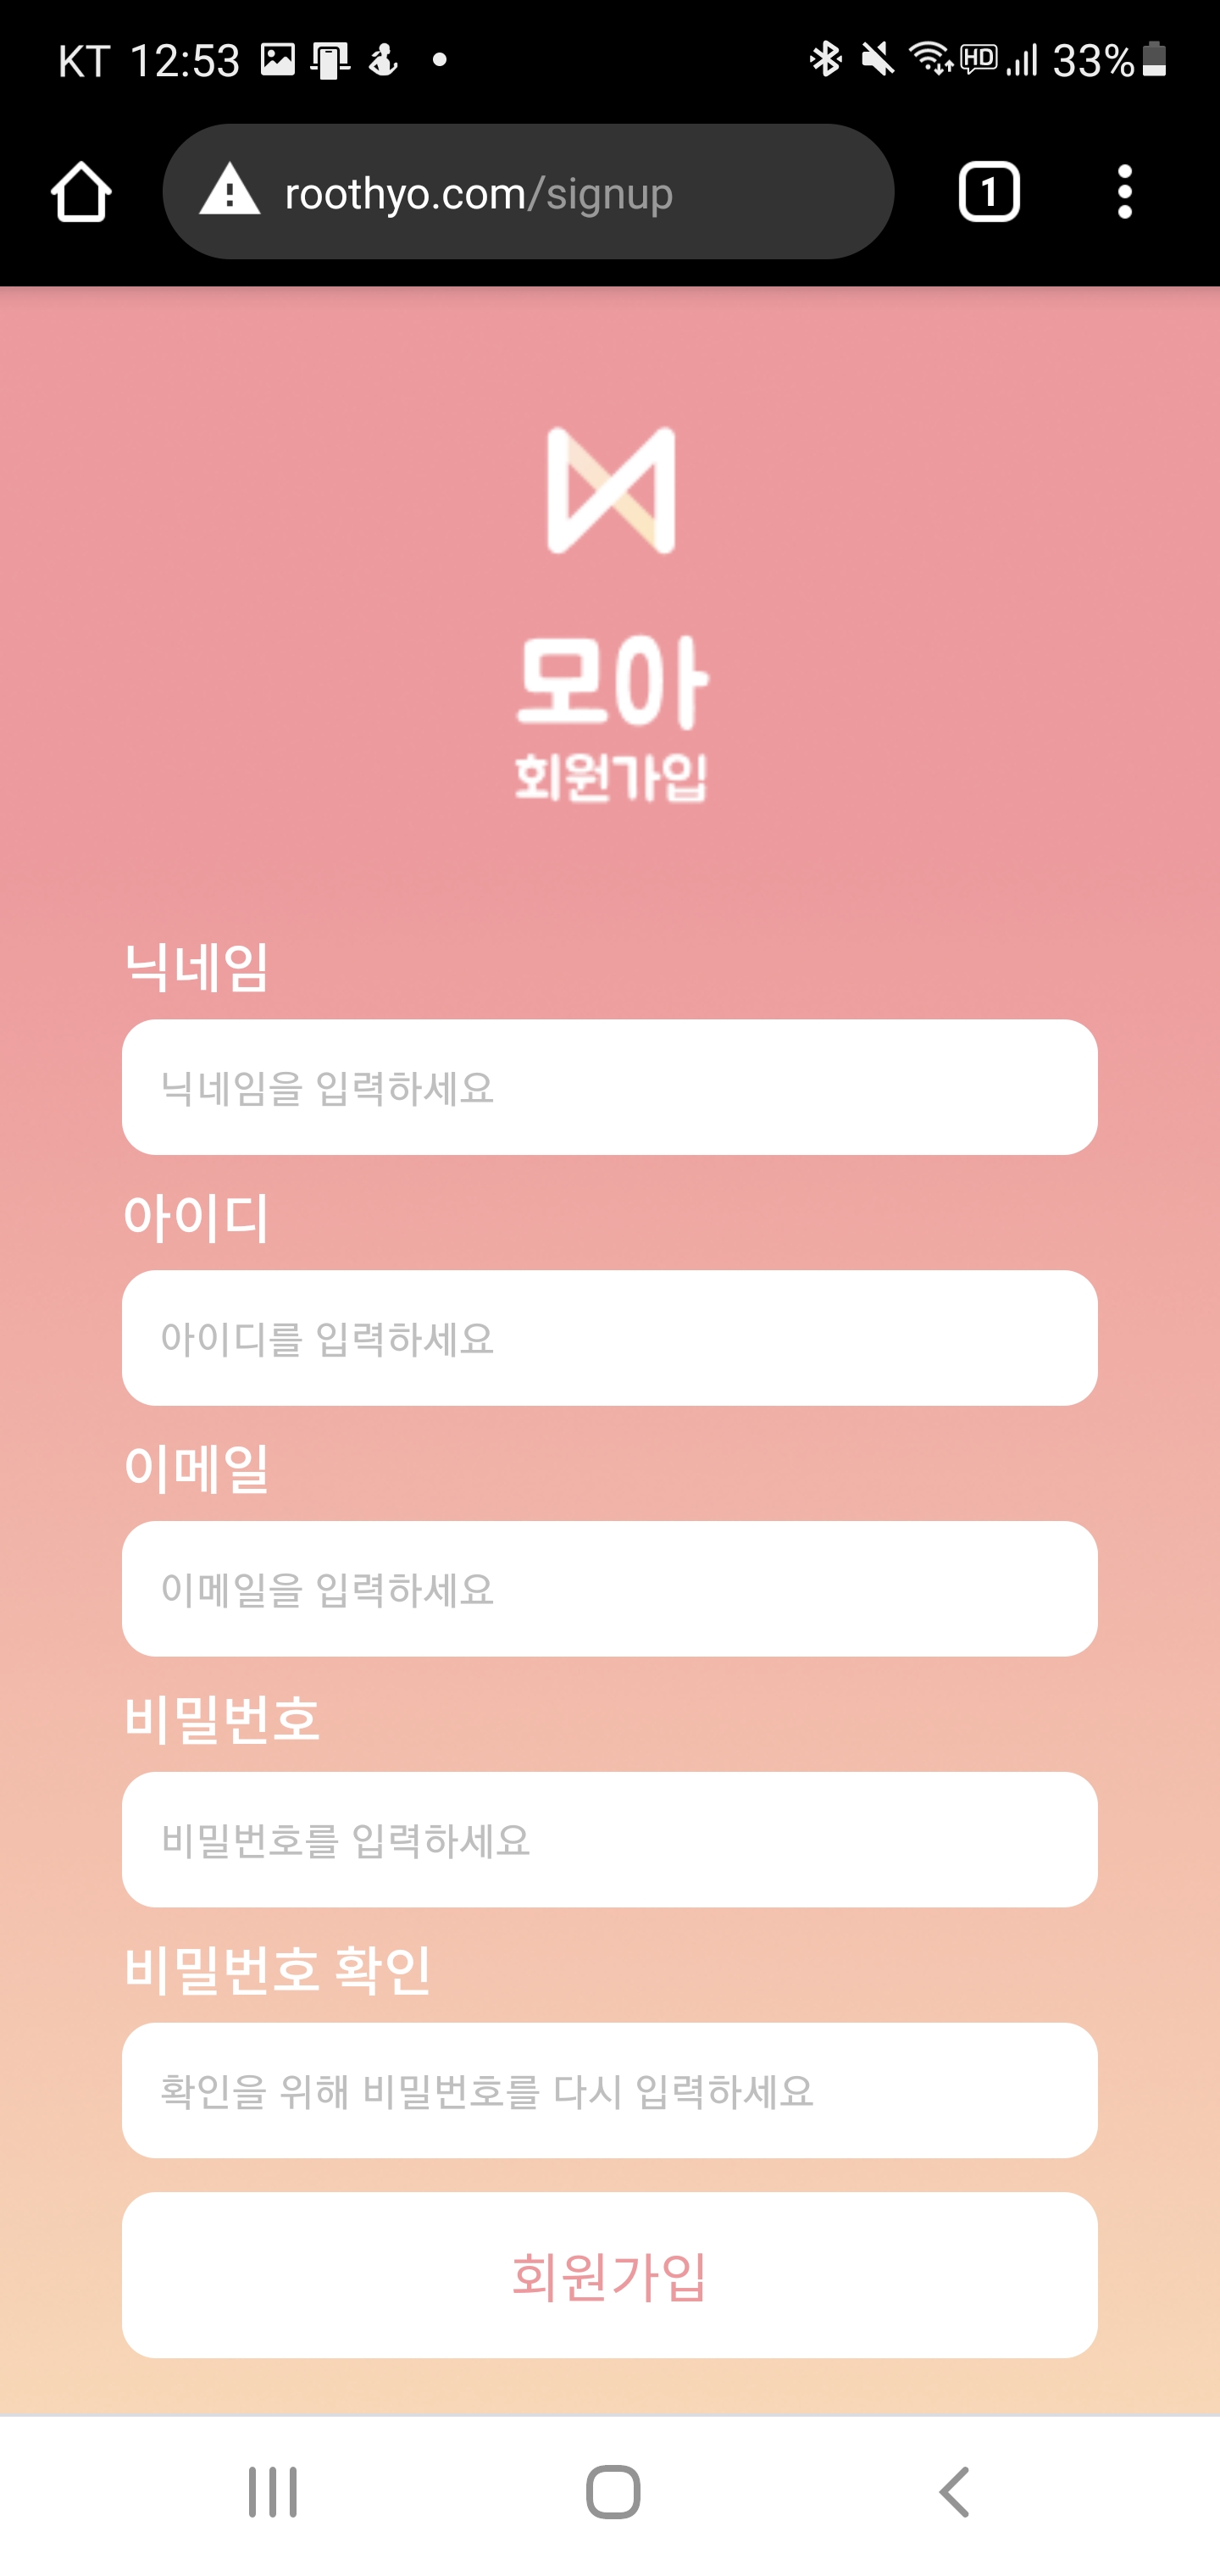 KT 12:53 HD 33%
roothyo.com/signup 1
모아
회원가입
닉네임
닉네임을 입력하세요
아이디
아이디를 입력하세요
이메일
이메일을 입력하세요
비밀번호
비밀번호를 입력하세요
비밀번호 확인
확인을 위해 비밀번호를 다시 입력하세요
회원가입